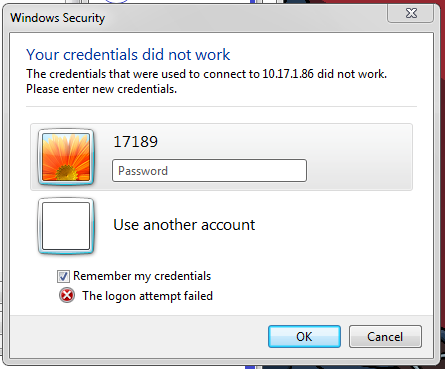 Windows Security
Your credentials did not work
The credentials that were used to connect to 10.17.1.86 did not work.
Please enter new credentials.
17189
Password
Use another account
Remember my credentials
The logon attempt failed
OK
Cancel